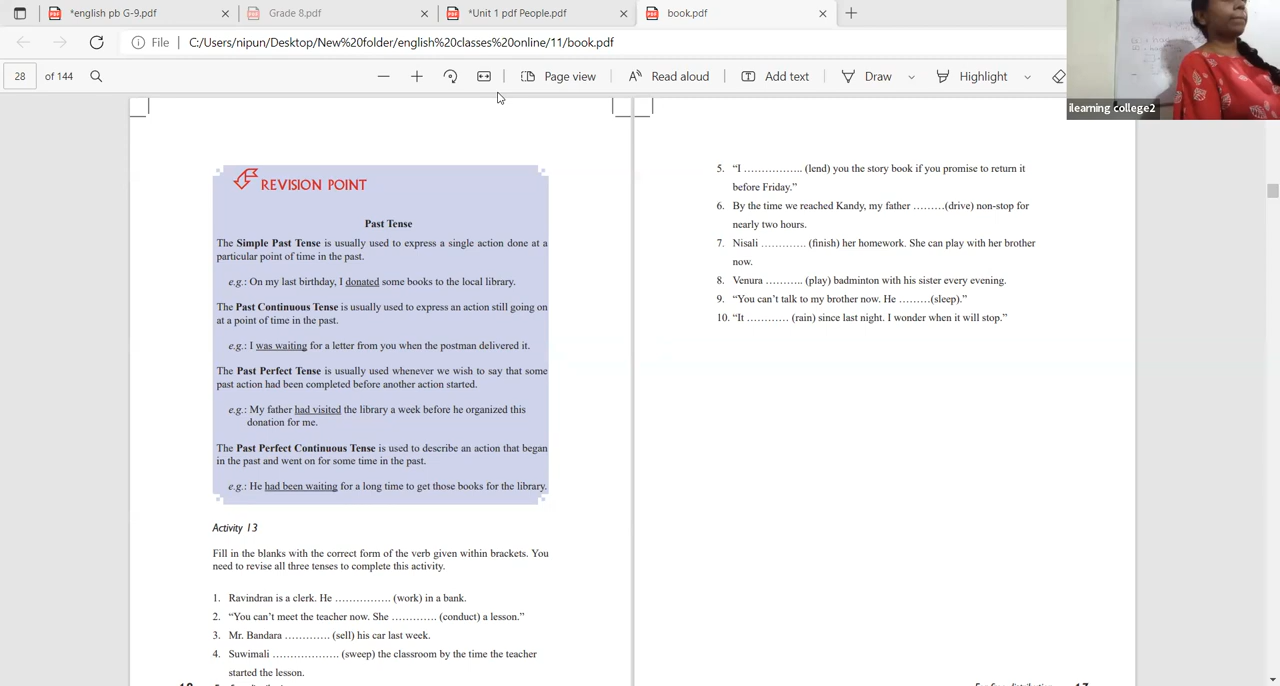 *english pb G-9.pdf
Grade 8.pdf
*Unit 1 pdf People.pdf
book.pdf
File
C:/Users/nipun/Desktop/New%20folder/english%20classes%20online/11/book.pdf
28 of 144
Page view
Read aloud
Add text
Draw
Highlight
ilearning college2
REVISION POINT
Past Tense
The Simple Past Tense is usually used to express a single action done at a
particular point of time in the past.
e.g.: On my last birthday, I donated some books to the local library.
The Past Continuous Tense is usually used to express an action still going on
at a point of time in the past.
e.g.: I was waiting for a letter from you when the postman delivered it.
The Past Perfect Tense is usually used whenever we wish to say that some
past action had been completed before another action started.
e.g.: My father had visited the library a week before he organized this
donation for me.
The Past Perfect Continuous Tense is used to describe an action that began
in the past and went on for some time in the past.
e.g.: He had been waiting for a long time to get those books for the library.
Activity 13
Fill in the blanks with the correct form of the verb given within brackets. You
need to revise all three tenses to complete this activity.
1. Ravindran is a clerk. He ……………. (work) in a bank.
2. “You can’t meet the teacher now. She …………. (conduct) a lesson.”
3. Mr. Bandara …………. (sell) his car last week.
4. Suwimali ………………. (sweep) the classroom by the time the teacher
started the lesson.
5. “I …………….. (lend) you the story book if you promise to return it
before Friday.”
6. By the time we reached Kandy, my father ………(drive) non-stop for
nearly two hours.
7. Nisali …………. (finish) her homework. She can play with her brother
now.
8. Venura ……….. (play) badminton with his sister every evening.
9. “You can’t talk to my brother now. He ………(sleep).”
10. “It ………… (rain) since last night. I wonder when it will stop.”